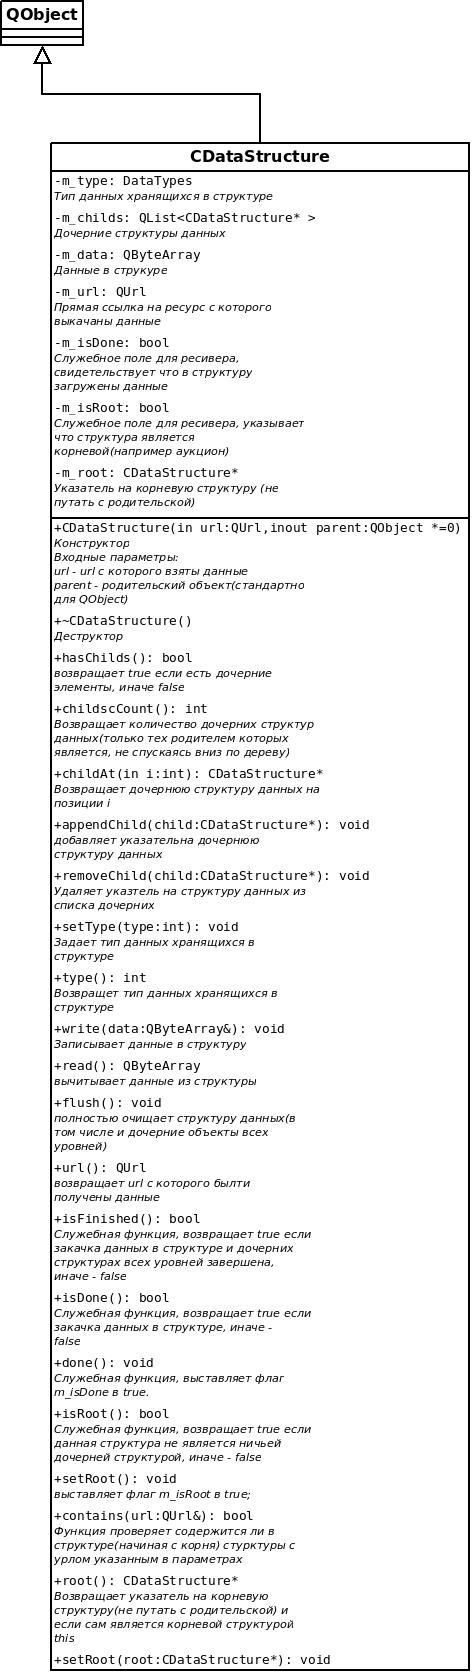 QObject
CDataStructure
-m_type: DataTypes
Тип данных хранящихся в структуре
-m_childs: QList<CDataStructure* >
Дочерние структуры данных
-m_data: QByteArray
Данные в струкуре
-m_url: QUrl
Прямая ссылка на ресурс с которого
выкачаны данные
-m_isDone: bool
Служебное поле для ресивера,
свидетельствует что в структуру
загружены данные
-m_isRoot: bool
Служебное поле для ресивера, указывает
что структура является
корневой(например аукцион)
-m_root: CDataStructure*
Указатель на корневую структуру (не
путать с родительской)
+CDataStructure(in url:QUrl,inout parent:QObject *=0)
Конструктор
Входные параметры:
url - url с которого взяты данные
parent - родительский объект(стандартно
для QObject)
+~CDataStructure()
Деструктор
+hasChilds(): bool
возвращает true если есть дочерние
элементы, иначе false
+childscCount(): int
Возвращает количество дочерних структур
данных(только тех родителем которых
является, не спускаясь вниз по дереву)
+childAt(in i:int): CDataStructure*
Возвращает дочернюю структуру данных на
позиции i
+appendChild(child:CDataStructure*): void
добавляет указательна дочернюю
структуру данных
+removeChild(child:CDataStructure*): void
Удаляет указтель на структуру данных из
списка дочерних
+setType(type:int): void
Задает тип данных хранящихся в
структуре
+type(): int
Возвращет тип данных хранящихся в
структуре
+write(data:QByteArray&): void
Записывает данные в структуру
+read(): QByteArray
вычитывает данные из структуры
+flush(): void
полностью очищает структуру данных(в
том числе и дочерние объекты всех
уровней)
+url(): QUrl
возвращает url с которого былти
получены данные
+isFinished(): bool
Служебная функция, возвращает true если
закачка данных в структуре и дочерних
структурах всех уровней завершена,
иначе - false
+isDone(): bool
Служебная функция, возвращает true если
закачка данных в структуре, иначе -
false
+done(): void
Служебная функция, выставляет флаг
m_isDone в true.
+isRoot(): bool
Служебная функция, возвращает true если
данная структура не является ничьей
дочерней структурой, иначе - false
+setRoot(): void
выставляет флаг m_isRoot в true;
+contains(url:QUrl&): bool
Функция проверяет содержится ли в
структуре(начиная с корня) стурктуры с
урлом указанным в параметрах
+root(): CDataStructure*
Возвращает указатель на корневую
структуру(не путать с родительской) и
если сам является корневой структурой
this
+setRoot(root:CDataStructure*): void